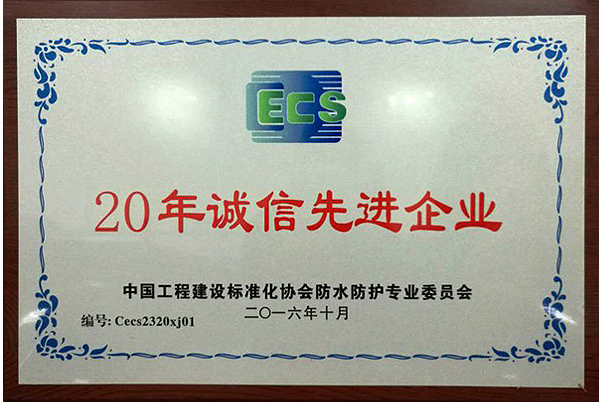 CECS
20年诚信先进企业
中国工程建设标准化协会防水防护专业委员会
编号: Cecs2320xj01
二〇一六年十月